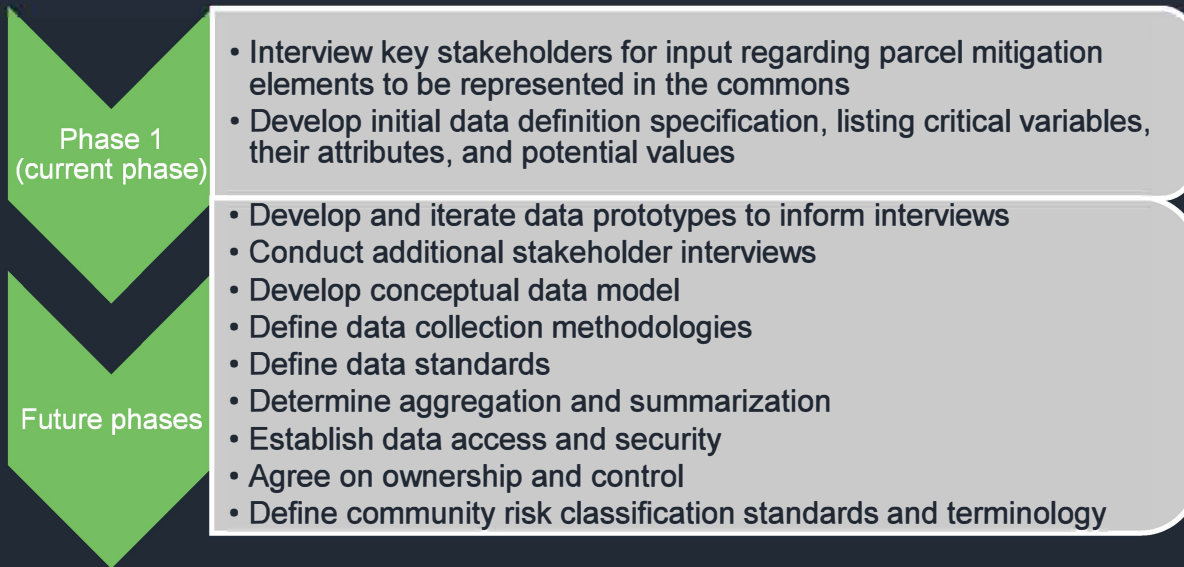 Phase 1
(current phase)
• Interview key stakeholders for input regarding parcel mitigation
elements to be represented in the commons
• Develop initial data definition specification, listing critical variables,
their attributes, and potential values
Future phases
• Develop and iterate data prototypes to inform interviews
• Conduct additional stakeholder interviews
• Develop conceptual data model
• Define data collection methodologies
• Define data standards
• Determine aggregation and summarization
• Establish data access and security
• Agree on ownership and control
• Define community risk classification standards and terminology